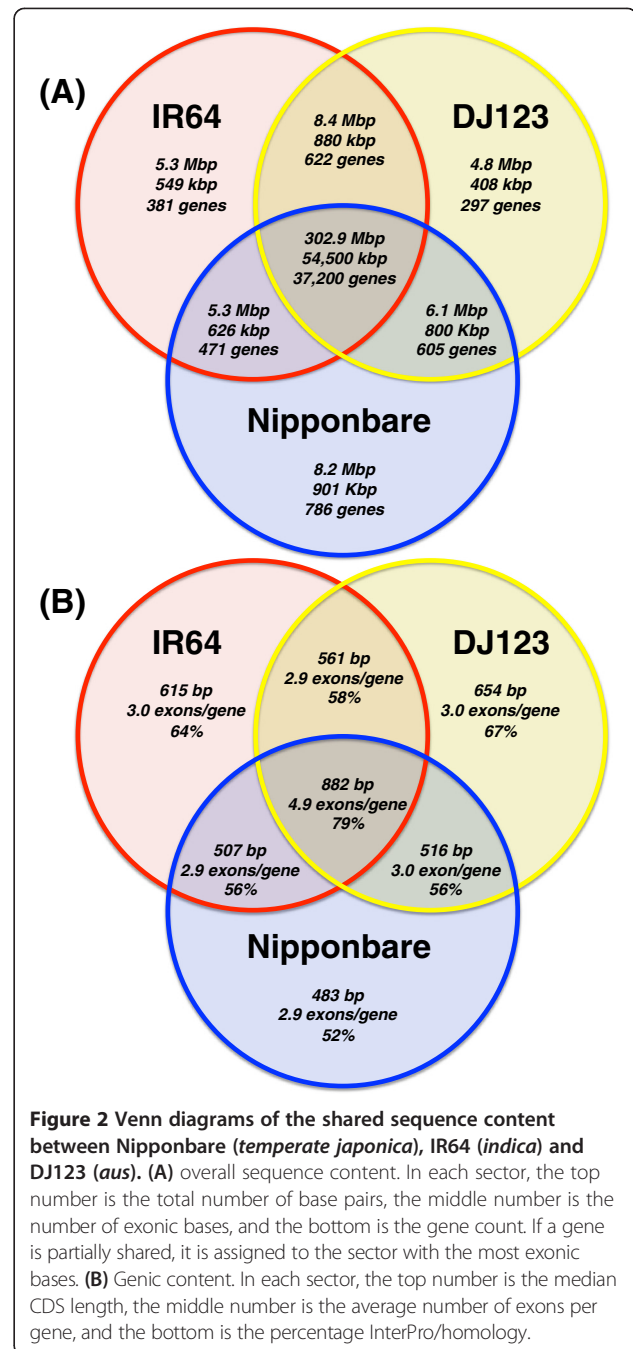 (A)
IR64
5.3 Mbp
549 kbp
381 genes
8.4 Mbp
880 kbp
622 genes
DJ123
4.8 Mbp
408 kbp
297 genes
302.9 Mbp
54,500 kbp
37,200 genes
5.3 Mbp
626 kbp
471 genes
6.1 Mbp
800 Kbp
605 genes
Nipponbare
8.2 Mbp
901 Kbp
786 genes
(B)
IR64
615 bp
3.0 exons/gene
64%
561 bp
2.9 exons/gene
58%
DJ123
654 bp
3.0 exons/gene
67%
882 bp
4.9 exons/gene
79%
507 bp
2.9 exons/gene
56%
516 bp
3.0 exon/gene
56%
Nipponbare
483 bp
2.9 exons/gene
52%
Figure 2 Venn diagrams of the shared sequence content
between Nipponbare (temperate japonica), IR64 (indica) and
DJ123 (aus). (A) overall sequence content. In each sector, the top
number is the total number of base pairs, the middle number is the
number of exonic bases, and the bottom is the gene count. If a gene
is partially shared, it is assigned to the sector with the most exonic
bases. (B) Genic content. In each sector, the top number is the median
CDS length, the middle number is the average number of exons per
gene, and the bottom is the percentage InterPro/homology.